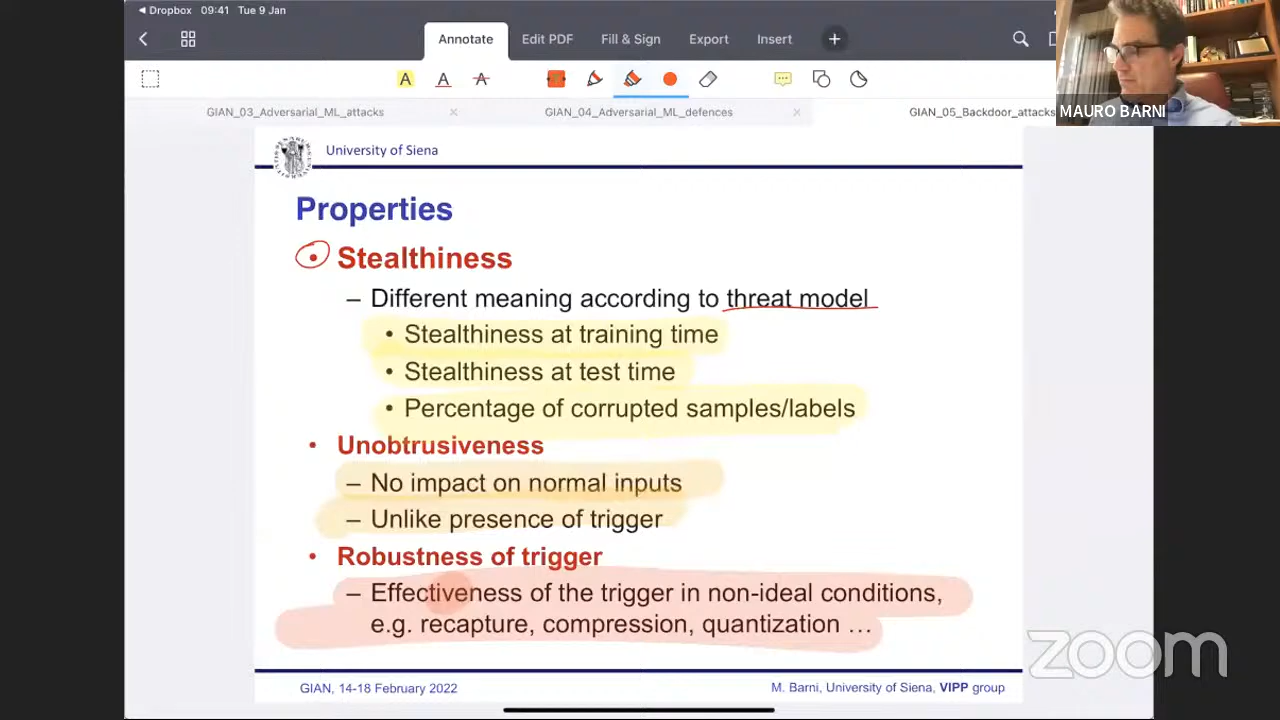 Dropbox 09:41 Tue 9 Jan
Annotate Edit PDF Fill & Sign Export Insert
A A A
GIAN_03_Adversarial_ML_attacks GIAN_04_Adversarial_ML_defences GIAN_05_Backdoor_attacks
MAURO BARNI
University of Siena
Properties
• Stealthiness
– Different meaning according to threat model
• Stealthiness at training time
• Stealthiness at test time
• Percentage of corrupted samples/labels
• Unobtrusiveness
– No impact on normal inputs
– Unlike presence of trigger
• Robustness of trigger
– Effectiveness of the trigger in non-ideal conditions,
e.g. recapture, compression, quantization …
GIAN, 14-18 February 2022 M. Barni, University of Siena, VIPP group
zoom